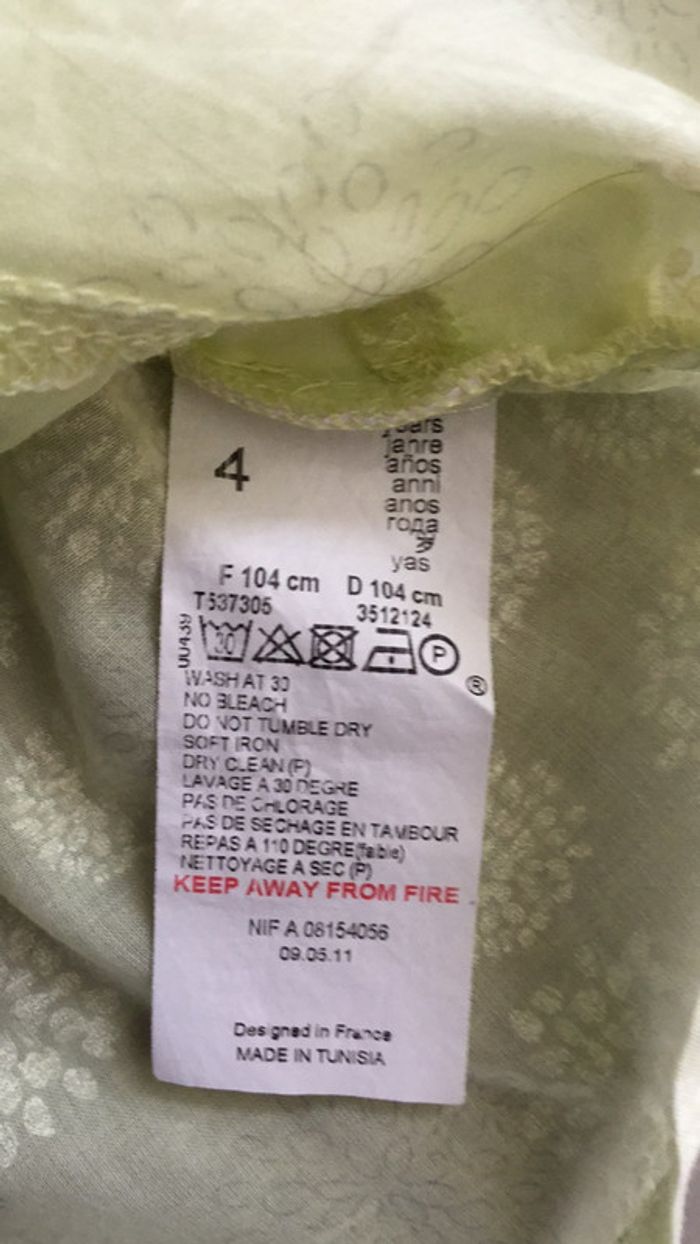 4
jahre
años
anni
anos
года
yas
F 104 cm D 104 cm
T537305 3512124
00439
30 P
®
WASH AT 30
NO BLEACH
DO NOT TUMBLE DRY
SOFT IRON
DRY CLEAN (P)
LAVAGE A 30 DEGRE
PAS DE CHLORAGE
PAS DE SECHAGE EN TAMBOUR
REPAS A 110 DEGRE(faible)
NETTOYAGE A SEC (P)
KEEP AWAY FROM FIRE
NIF A 08154056
09.05.11
Designed in France
MADE IN TUNISIA